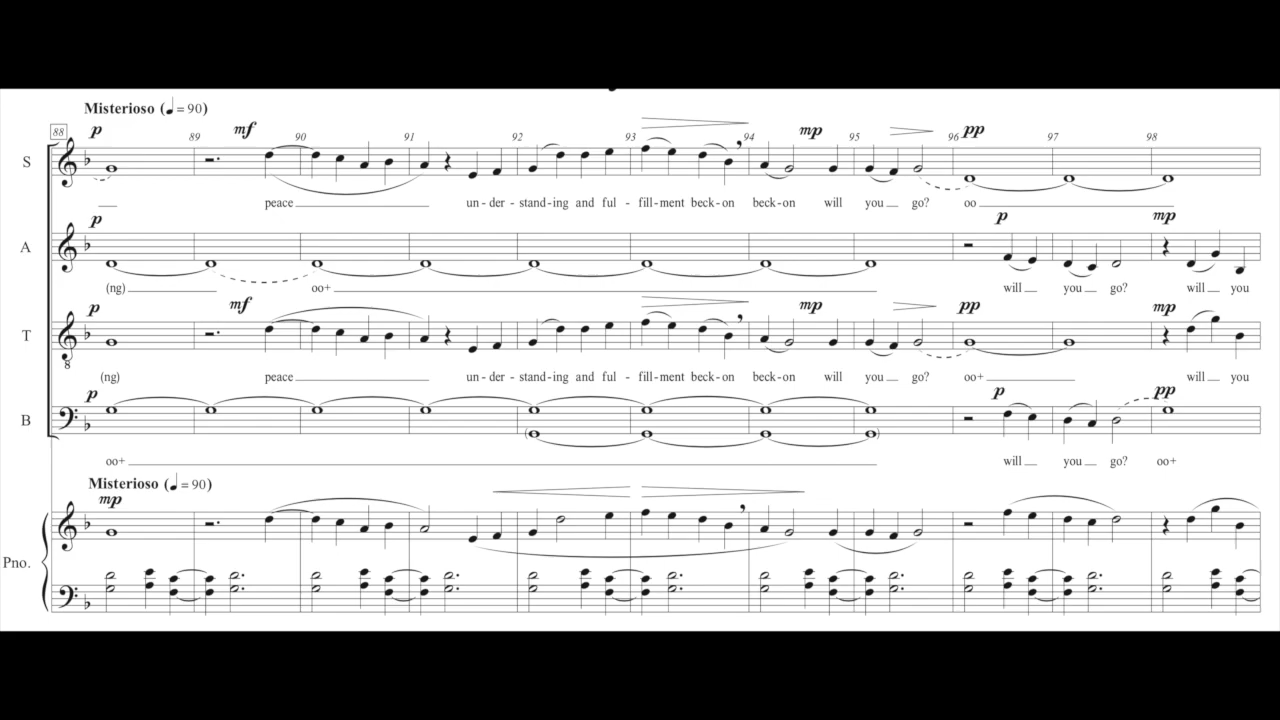 Misterioso (♩= 90)
88 p 89 mf 90 91 92 93 94 mp 95 96 pp 97 98
S
peace un - der - stand - ing and ful - fill - ment beck - on beck - on will you go? oo
p p mp
A
(ng) oo+ will you go? will you
p mf mp pp mp
T
8
(ng) peace un - der - stand - ing and ful - fill - ment beck - on beck - on will you go? oo+ will you
p p pp
B
oo+ will you go? oo+
Misterioso (♩= 90)
mp
Pno.